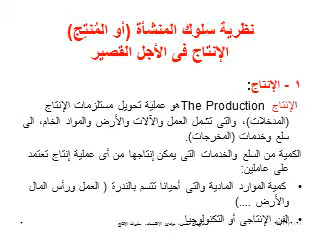 نظرية سلوك المنشأة (أو المُنتِج)
الإنتاج فى الأجل القصير
١ - الإنتاج:
الإنتاج The Production هو عملية تحويل مستلزمات الإنتاج
(المدخلات)، والتى تشمل العمل والآلات والأرض والمواد الخام، الى
سلع وخدمات (المخرجات).
الكمية من السلع والخدمات التى يمكن إنتاجها من أى عملية إنتاج تعتمد
على عاملين:
• كمية الموارد المادية والتى أحيانا تتسم بالندرة ( العمل ورأس المال
والأرض ....)
• الفن الإنتاجى أو التكنولوجيا